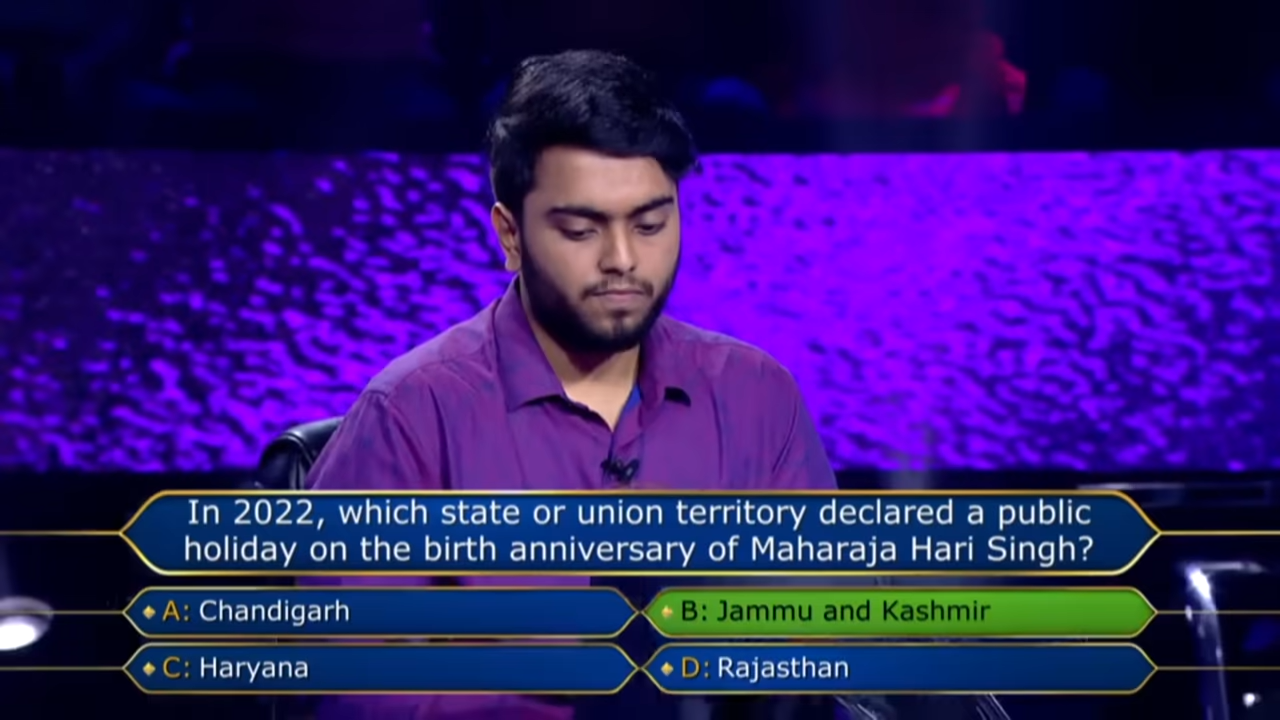 In 2022, which state or union territory declared a public
holiday on the birth anniversary of Maharaja Hari Singh?
A: Chandigarh
B: Jammu and Kashmir
C: Haryana
D: Rajasthan